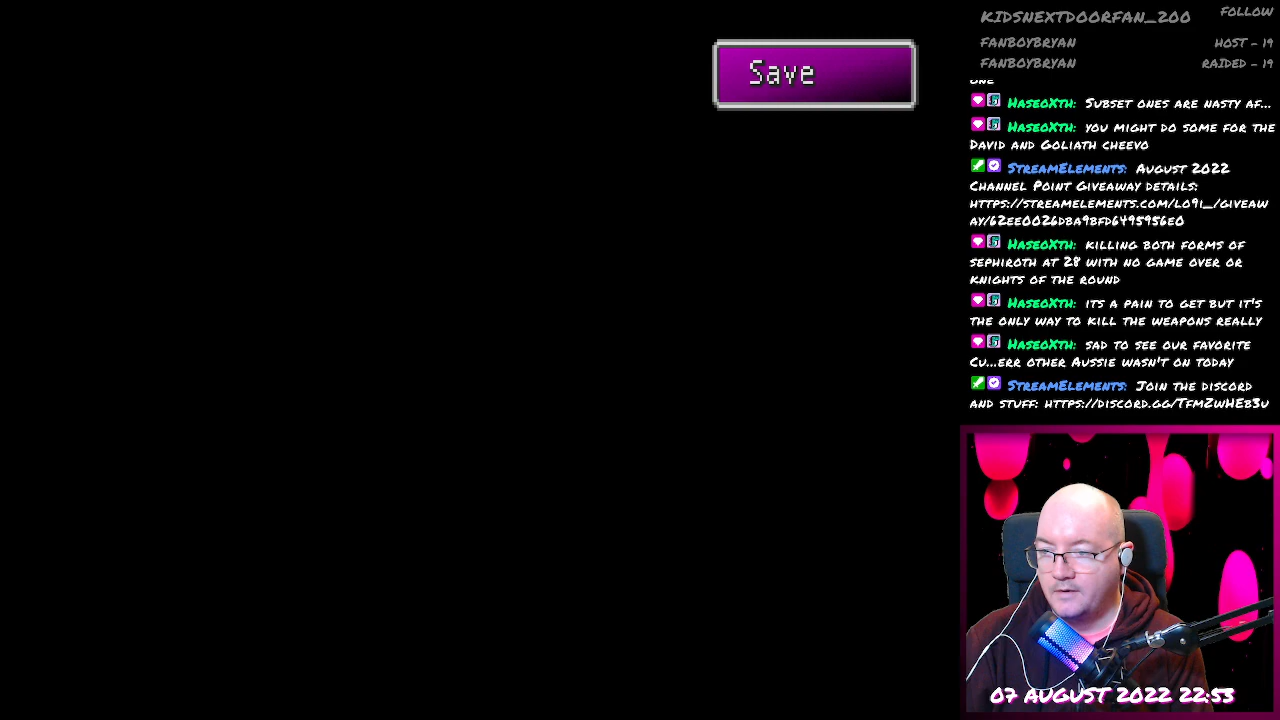 KIDSNEXTDOORFAN_200 FOLLOW
FANBOYBRYAN HOST - 19
FANBOYBRYAN RAIDED - 19
Save
ONE
HaseoXth: Subset ones are nasty af...
HaseoXth: you might do some for the
David and Goliath cheevo
StreamElements: August 2022
Channel Point Giveaway details:
https://streamelements.com/lo9i_/giveaw
ay/62ee0026dba9bfd6495956e0
HaseoXth: killing both forms of
sephiroth at 28 with no game over or
knights of the round
HaseoXth: its a pain to get but it's
the only way to kill the weapons really
HaseoXth: sad to see our favorite
Cu...err other Aussie wasn't on today
StreamElements: Join the discord
and stuff: https://discord.gg/TfmZwHEb3u
07 AUGUST 2022 22:53